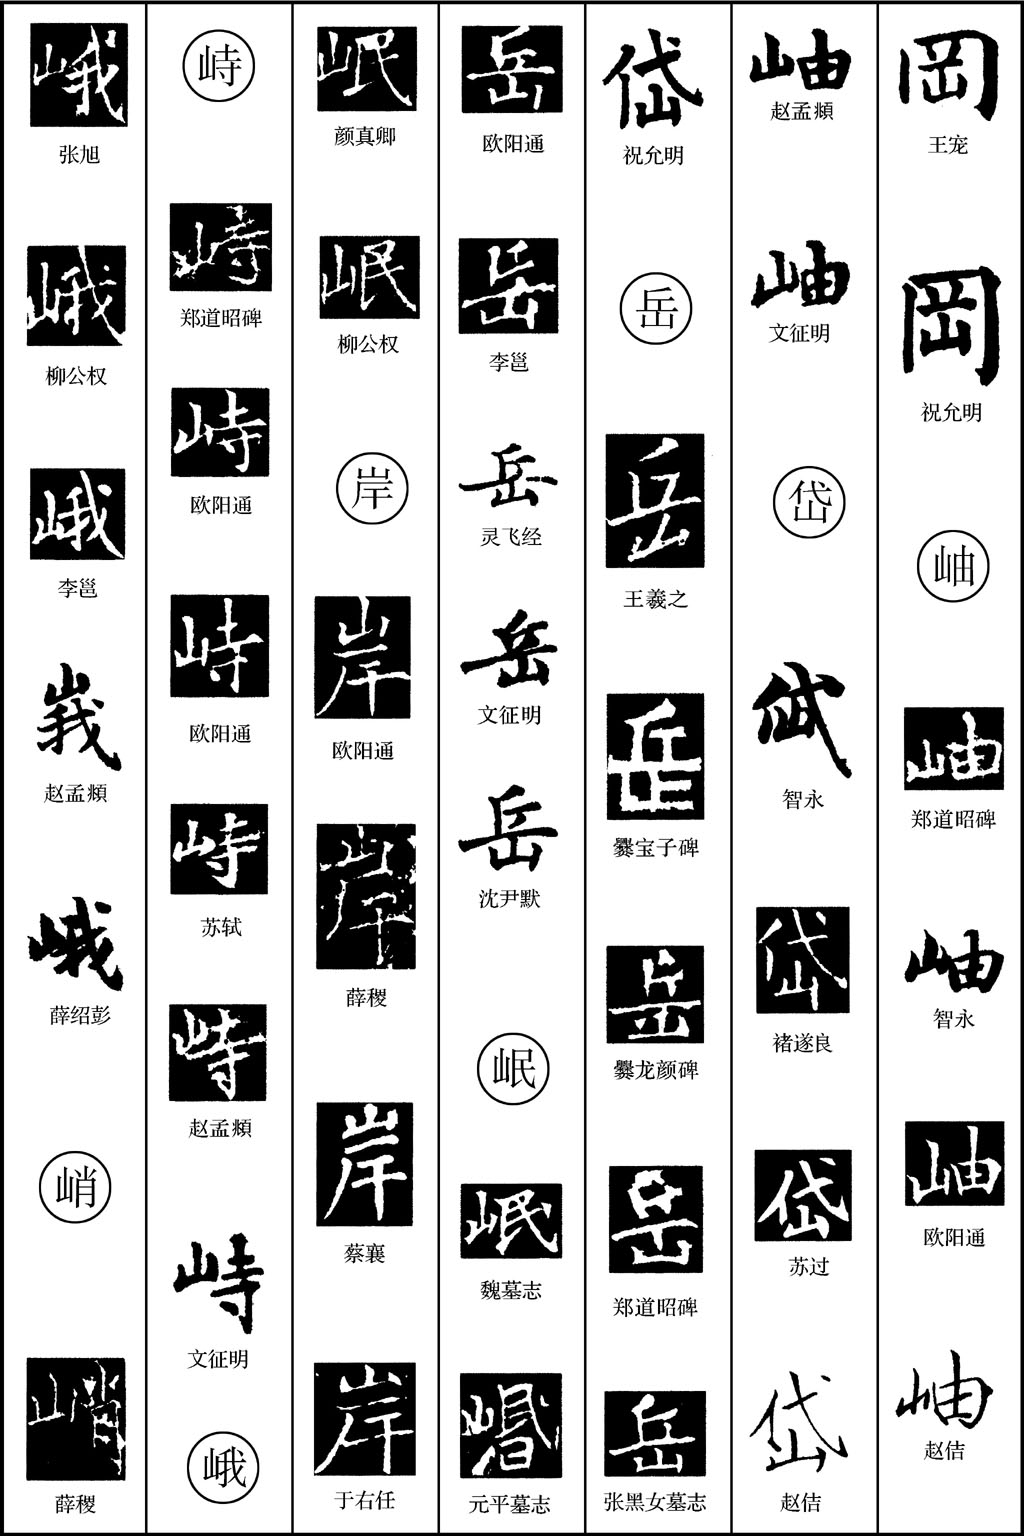 岡
王宠
岡
祝允明
岫
岫
郑道昭碑
岫
智永
岫
欧阳通
岫
赵佶
岫
赵孟頫
岫
文征明
岱
岱
智永
岱
褚遂良
岱
苏过
岱
赵佶
岱
祝允明
岳
岳
王羲之
岳
爨宝子碑
岳
爨龙颜碑
岳
郑道昭碑
岳
张黑女墓志
岳
欧阳通
岳
李邕
岳
灵飞经
岳
文征明
岳
沈尹默
岷
岷
魏墓志
元平墓志
岷
颜真卿
岷
柳公权
岸
岸
欧阳通
岸
薛稷
岸
蔡襄
岸
于右任
峙
峙
郑道昭碑
峙
欧阳通
峙
欧阳通
峙
苏轼
峙
赵孟頫
峙
文征明
峨
峨
张旭
峨
柳公权
峨
李邕
峩
赵孟頫
峨
薛绍彭
峭
峭
薛稷